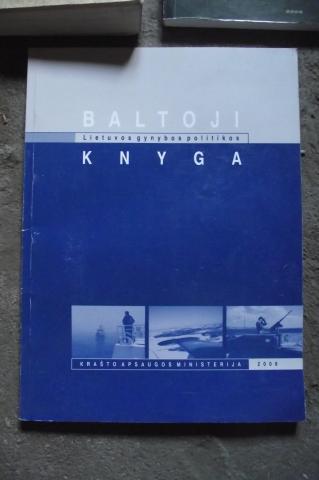 BALTOJI
Lietuvos gynybos politikos
KNYGA
KRAŠTO APSAUGOS MINISTERIJA 2006